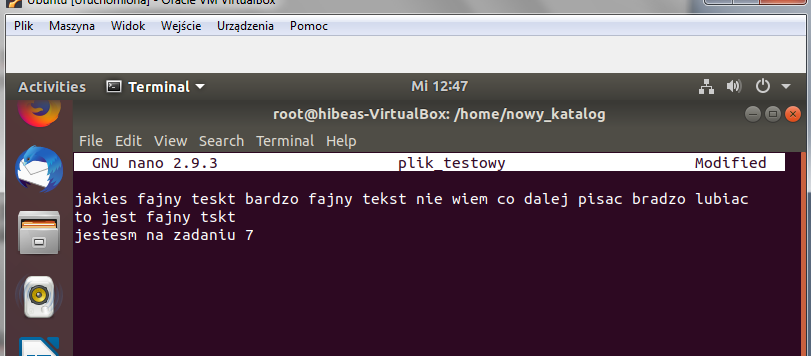 Ubuntu [Uruchomiona] - Oracle VM VirtualBox
Plik Maszyna Widok Wejście Urządzenia Pomoc
Activities Terminal Mi 12:47
root@hibeas-VirtualBox: /home/nowy_katalog
File Edit View Search Terminal Help
GNU nano 2.9.3 plik_testowy Modified
jakies fajny teskt bardzo fajny tekst nie wiem co dalej pisac bradzo lubiac
to jest fajny tskt
jestesm na zadaniu 7